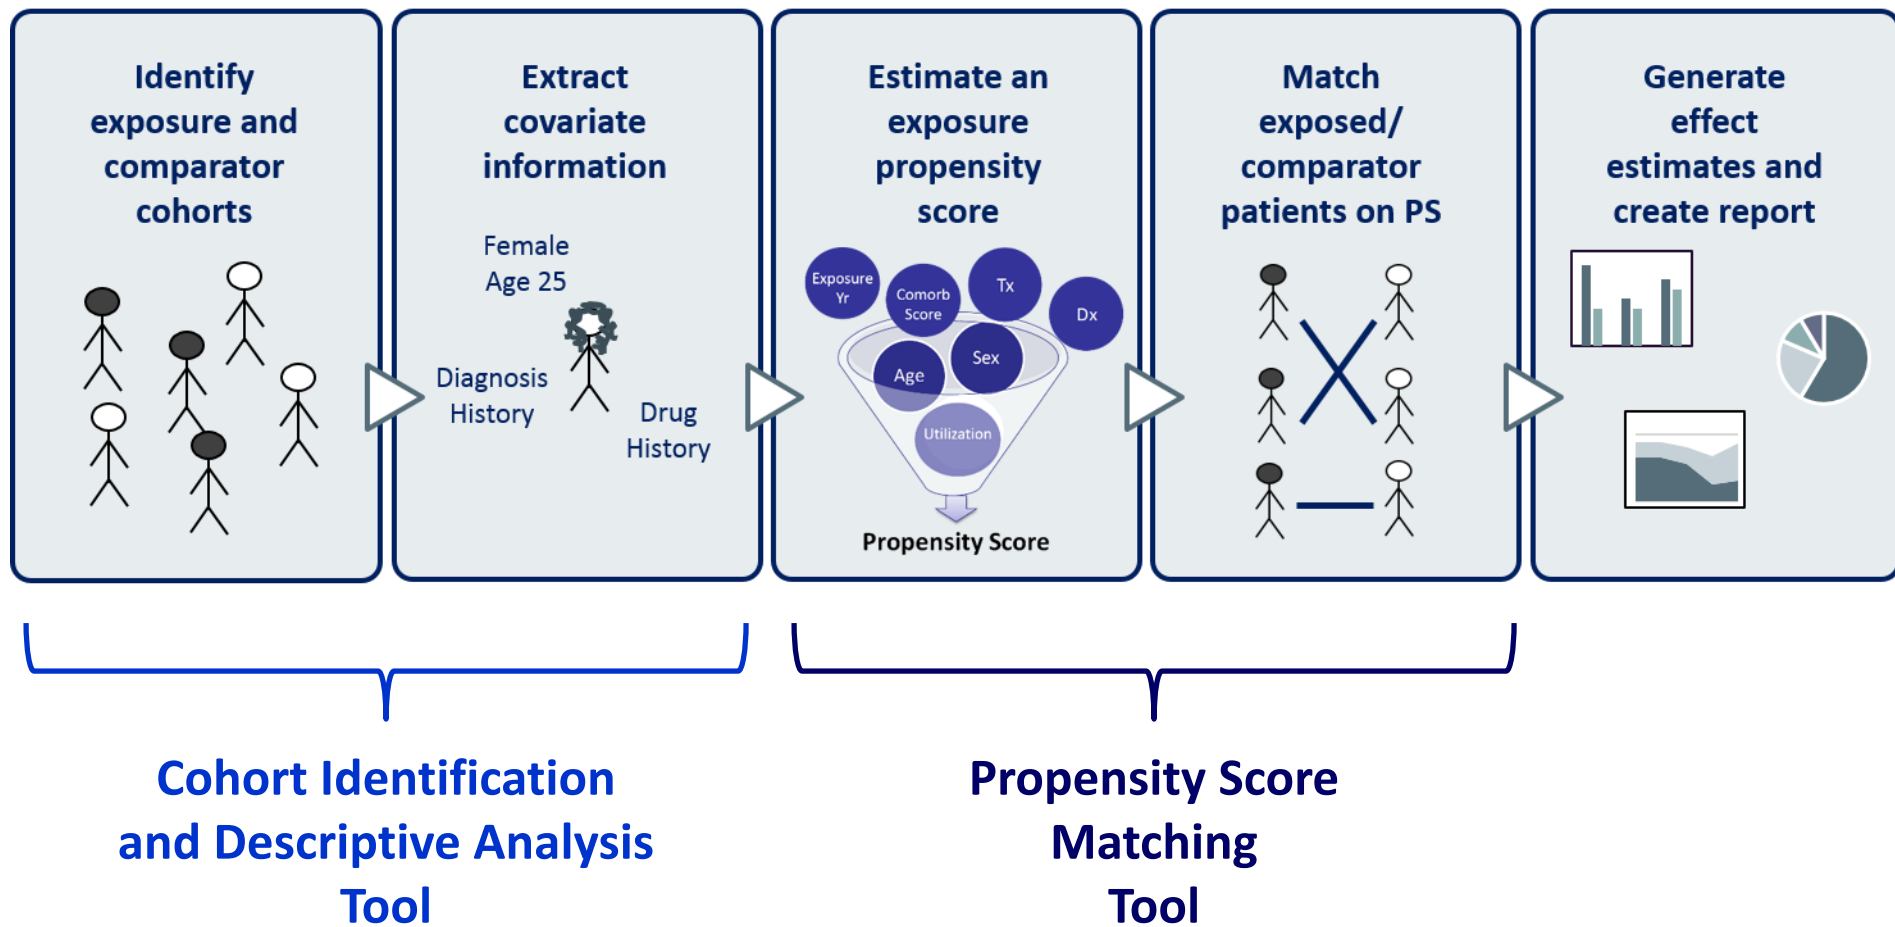 Identify
exposure and
comparator
cohorts
Female
Age 25
Extract
covariate
information
Diagnosis
History
Drug
History
Estimate an
exposure
propensity
score
Exposure
Yr
Comorb
Score
Tx
Dx
Age
Sex
Utilization
Propensity Score
Match
exposed/
comparator
patients on PS
Generate
effect
estimates and
create report
Cohort Identification
and Descriptive Analysis
Tool
Propensity Score
Matching
Tool